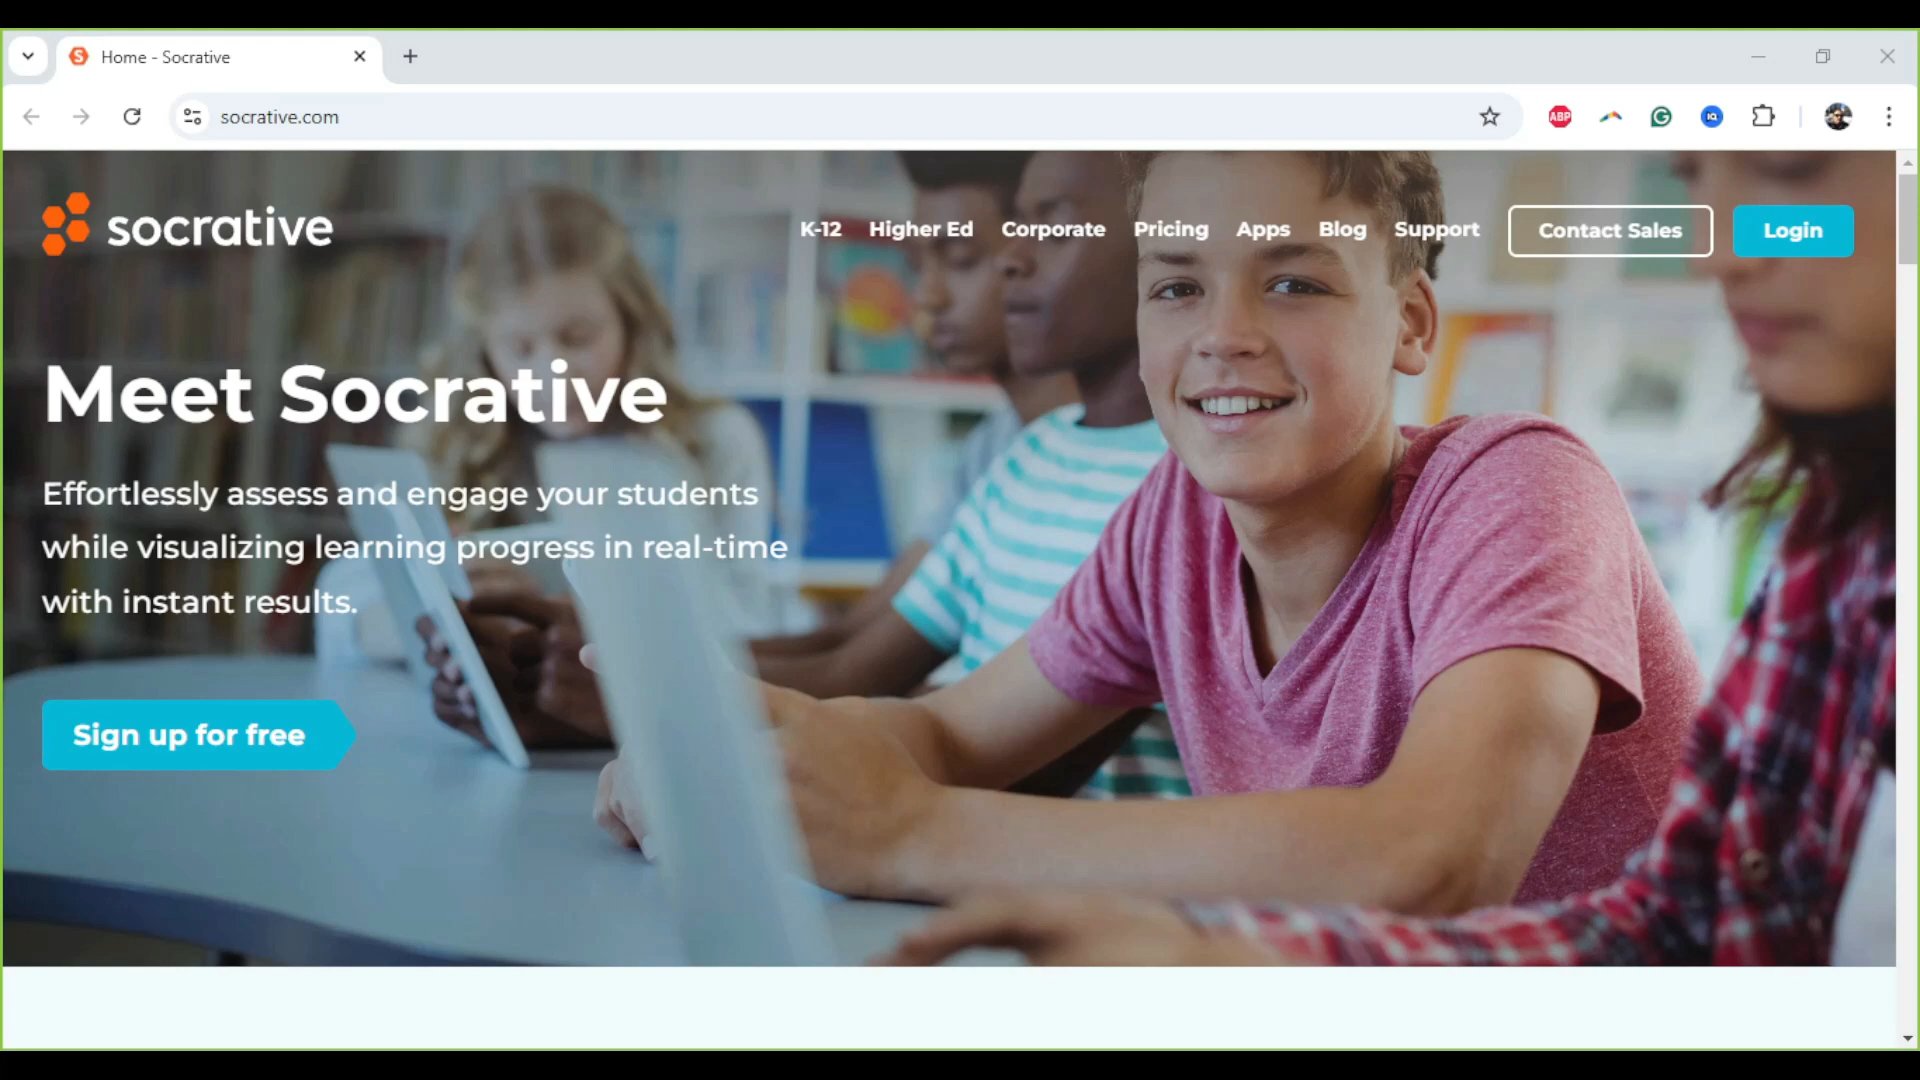 Home - Socrative
socrative.com
ABP
IQ
socrative
K-12 Higher Ed Corporate Pricing Apps Blog Support Contact Sales Login
Meet Socrative
Effortlessly assess and engage your students
while visualizing learning progress in real-time
with instant results.
Sign up for free